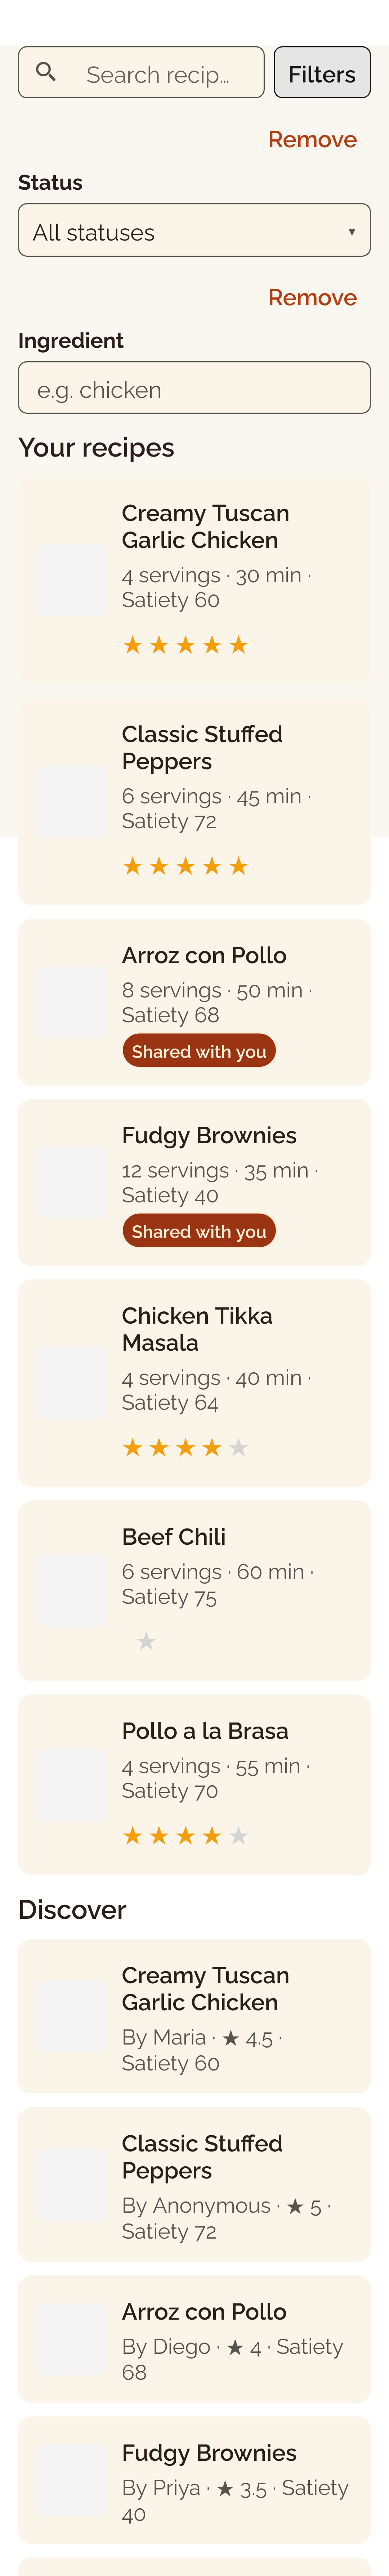 Search recip...
Filters
Remove
Status
All statuses
Remove
Ingredient
e.g. chicken
Your recipes
Creamy Tuscan
Garlic Chicken
4 servings · 30 min ·
Satiety 60
★ ★ ★ ★ ★
Classic Stuffed
Peppers
6 servings · 45 min ·
Satiety 72
★ ★ ★ ★ ★
Arroz con Pollo
8 servings · 50 min ·
Satiety 68
Shared with you
Fudgy Brownies
12 servings · 35 min ·
Satiety 40
Shared with you
Chicken Tikka
Masala
4 servings · 40 min ·
Satiety 64
★ ★ ★ ★ ★
Beef Chili
6 servings · 60 min ·
Satiety 75
★
Pollo a la Brasa
4 servings · 55 min ·
Satiety 70
★ ★ ★ ★ ★
Discover
Creamy Tuscan
Garlic Chicken
By Maria · ★ 4.5 ·
Satiety 60
Classic Stuffed
Peppers
By Anonymous · ★ 5 ·
Satiety 72
Arroz con Pollo
By Diego · ★ 4 · Satiety
68
Fudgy Brownies
By Priya · ★ 3.5 · Satiety
40